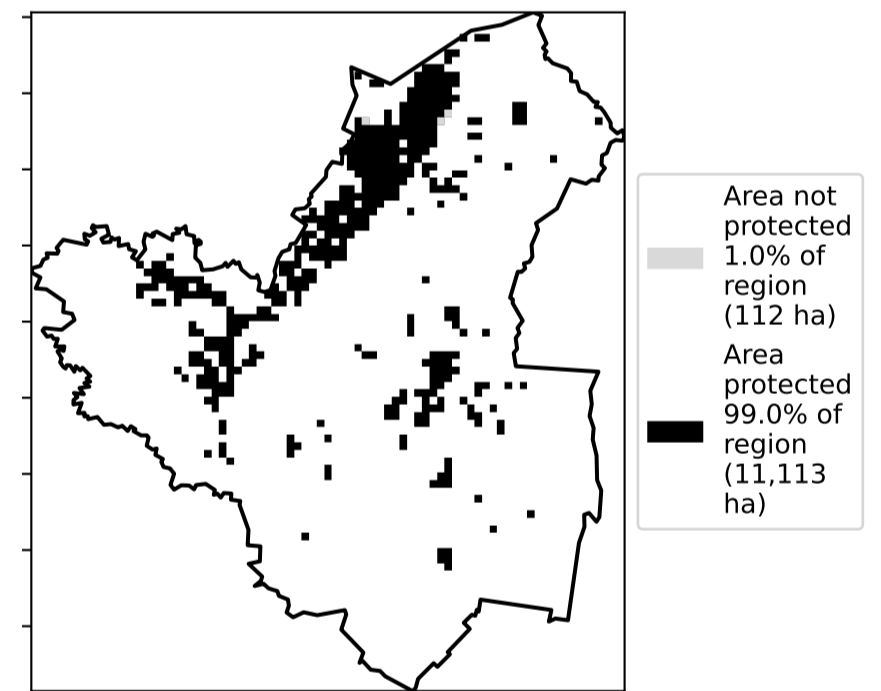 Area not
protected
1.0% of
region
(112 ha)
Area
protected
99.0% of
region
(11,113
ha)